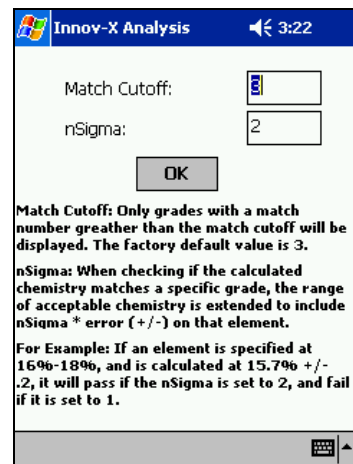 Innov-X Analysis 3:22
Match Cutoff: 3
nSigma: 2
OK
Match Cutoff: Only grades with a match
number greather than the match cutoff will be
displayed. The factory default value is 3.
nSigma: When checking if the calculated
chemistry matches a specific grade, the range
of acceptable chemistry is extended to include
nSigma * error (+/-) on that element.
For Example: If an element is specified at
16%-18%, and is calculated at 15.7% +/-
.2, it will pass if the nSigma is set to 2, and fail
if it is set to 1.